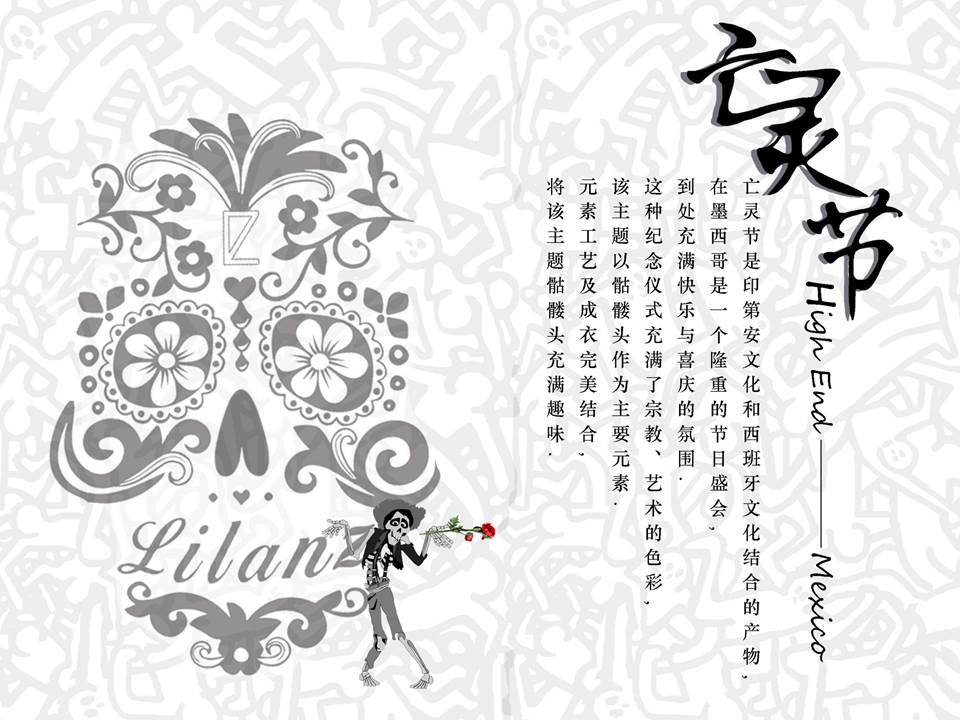 亡灵节
High End——Mexico
亡灵节是印第安文化和西班牙文化结合的产物,
在墨西哥是一个隆重的节日盛会,
到处充满快乐与喜庆的氛围.
这种纪念仪式充满了宗教、艺术的色彩,
该主题以骷髅头作为主要元素.
元素工艺及成衣完美结合,
将该主题骷髅头充满趣味.
Lilanz